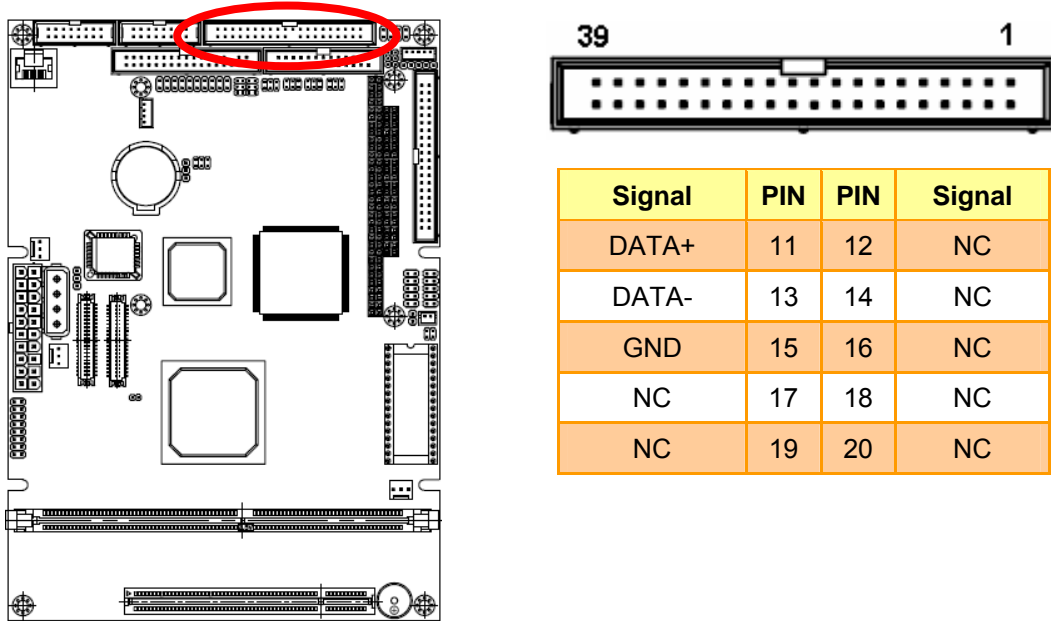 39 1
Signal PIN PIN Signal
DATA+ 11 12 NC
DATA- 13 14 NC
GND 15 16 NC
NC 17 18 NC
NC 19 20 NC